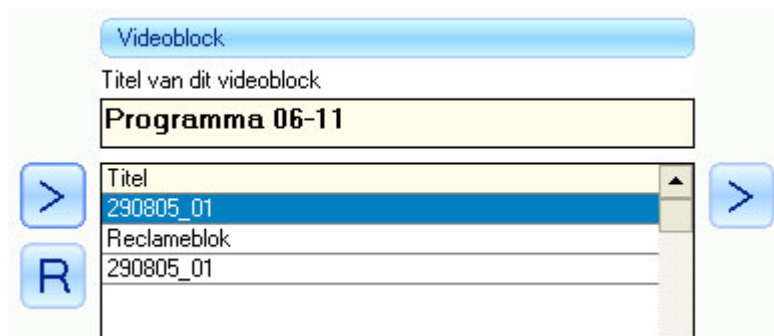 Videoblock
Titel van dit videoblock
Programma 06-11
Titel
> 290805_01 >
Reclameblok
R 290805_01